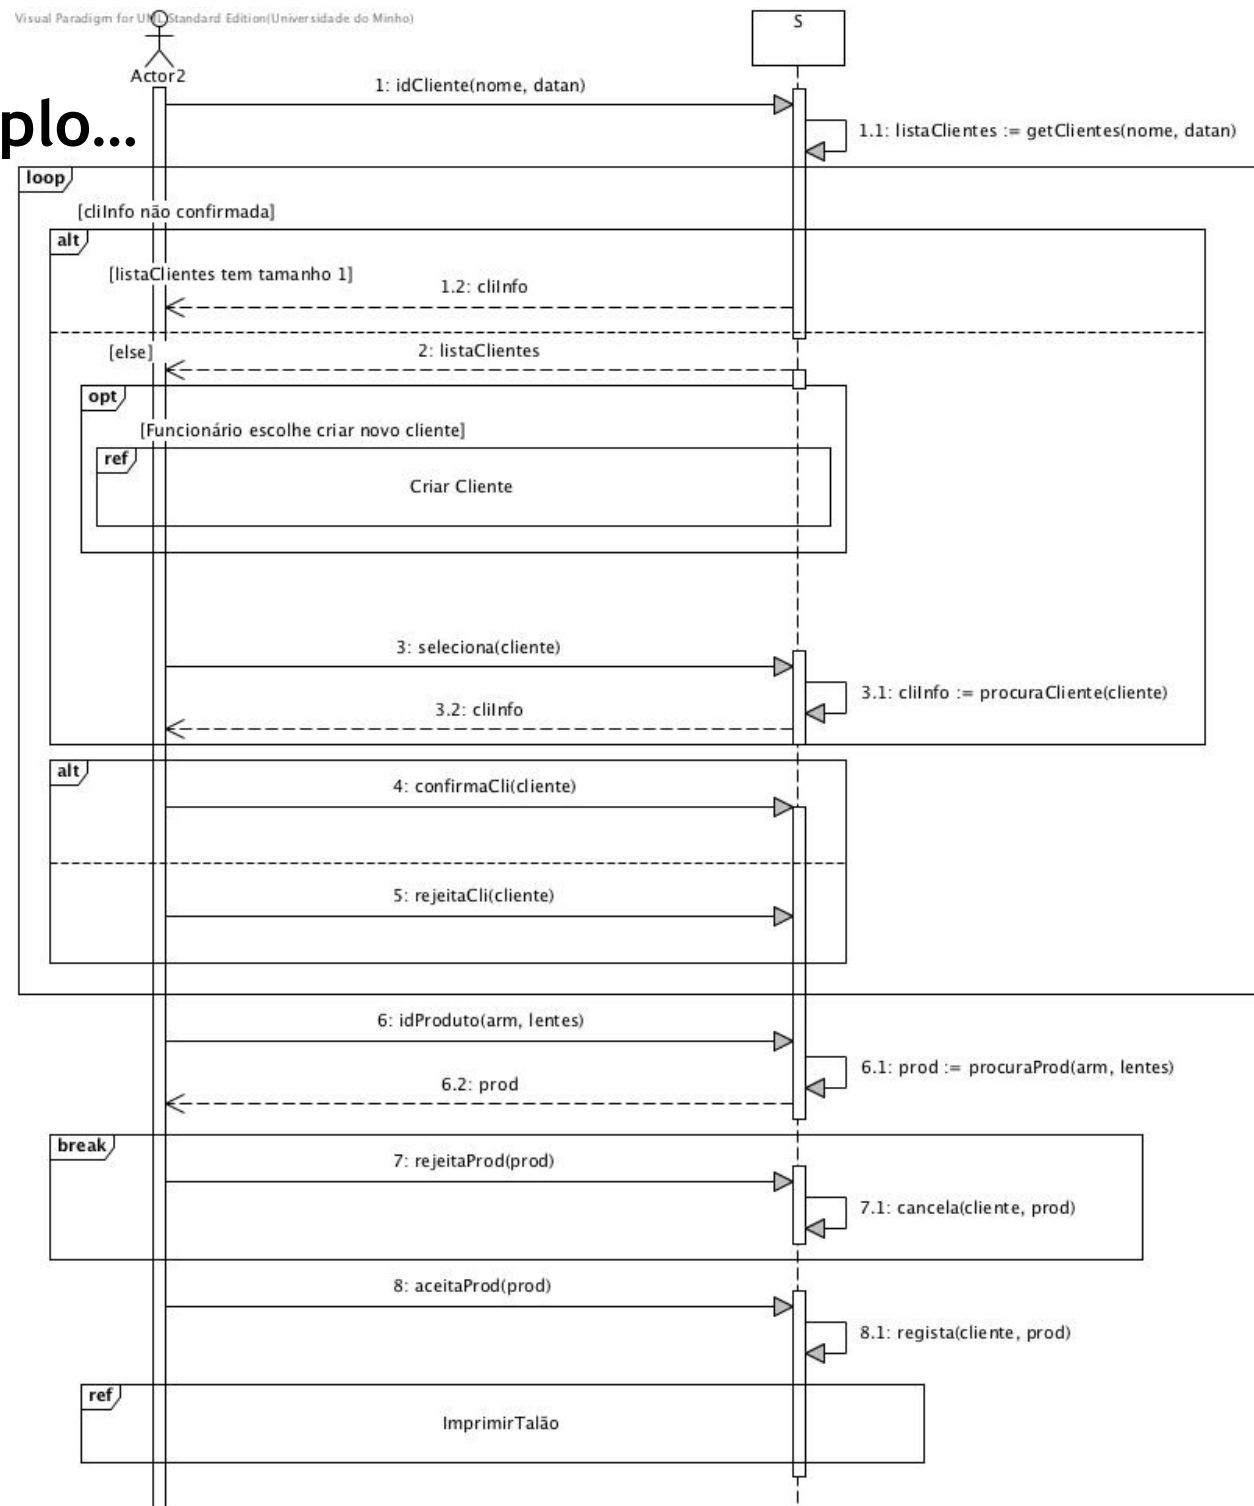 Visual Paradigm for UML Standard Edition(Universidade do Minho)
S
Actor2
1: idCliente(nome, datan)
plo...
1.1: listaClientes := getClientes(nome, datan)
loop
[cliInfo não confirmada]
alt
[listaClientes tem tamanho 1]
1.2: cliInfo
[else]
2: listaClientes
opt
[Funcionário escolhe criar novo cliente]
ref
Criar Cliente
3: seleciona(cliente)
3.1: cliInfo := procuraCliente(cliente)
3.2: cliInfo
alt
4: confirmaCli(cliente)
5: rejeitaCli(cliente)
6: idProduto(arm, lentes)
6.1: prod := procuraProd(arm, lentes)
6.2: prod
break
7: rejeitaProd(prod)
7.1: cancela(cliente, prod)
8: aceitaProd(prod)
8.1: regista(cliente, prod)
ref
ImprimirTalão